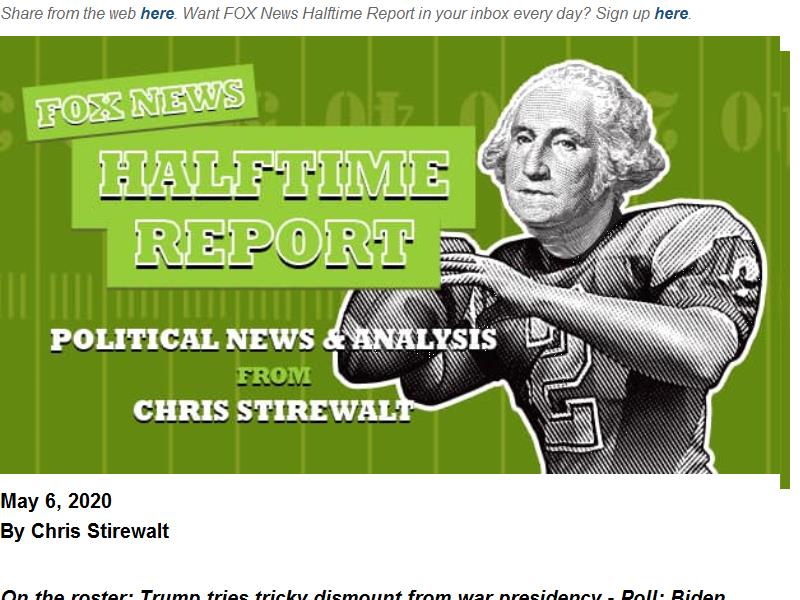 Share from the web here. Want FOX News Halftime Report in your inbox every day? Sign up here.
FOX NEWS
HALFTIME
REPORT
POLITICAL NEWS & ANALYSIS
FROM
CHRIS STIREWALT
2
May 6, 2020
By Chris Stirewalt
On the roster: Trump tries tricky dismount from war presidency - Poll: Biden